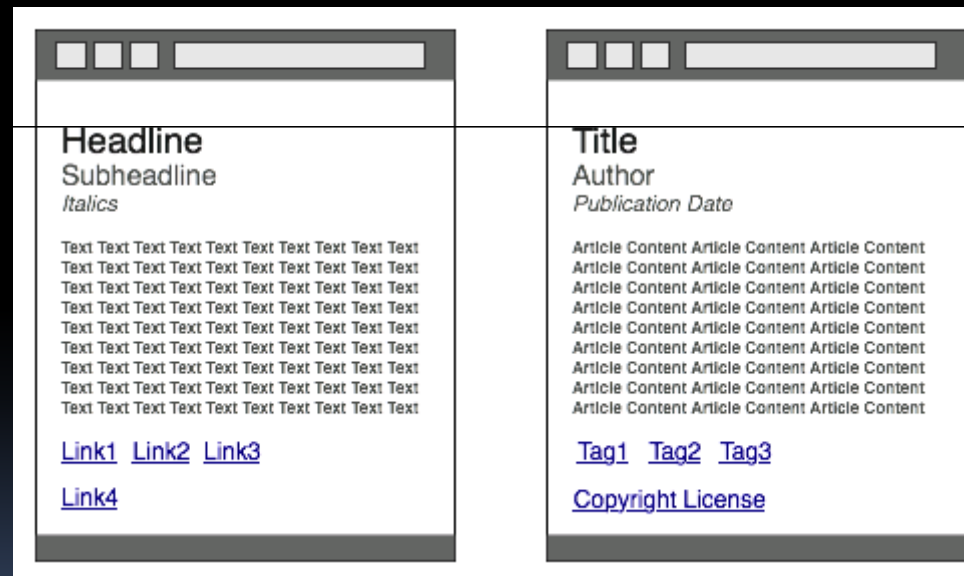 Headline
Subheadline
Italics
Text Text Text Text Text Text Text Text Text Text
Text Text Text Text Text Text Text Text Text Text
Text Text Text Text Text Text Text Text Text Text
Text Text Text Text Text Text Text Text Text Text
Text Text Text Text Text Text Text Text Text Text
Text Text Text Text Text Text Text Text Text Text
Text Text Text Text Text Text Text Text Text Text
Text Text Text Text Text Text Text Text Text Text
Text Text Text Text Text Text Text Text Text Text
Link1 Link2 Link3
Link4
Title
Author
Publication Date
Article Content Article Content Article Content
Article Content Article Content Article Content
Article Content Article Content Article Content
Article Content Article Content Article Content
Article Content Article Content Article Content
Article Content Article Content Article Content
Article Content Article Content Article Content
Article Content Article Content Article Content
Article Content Article Content Article Content
Tag1 Tag2 Tag3
Copyright License